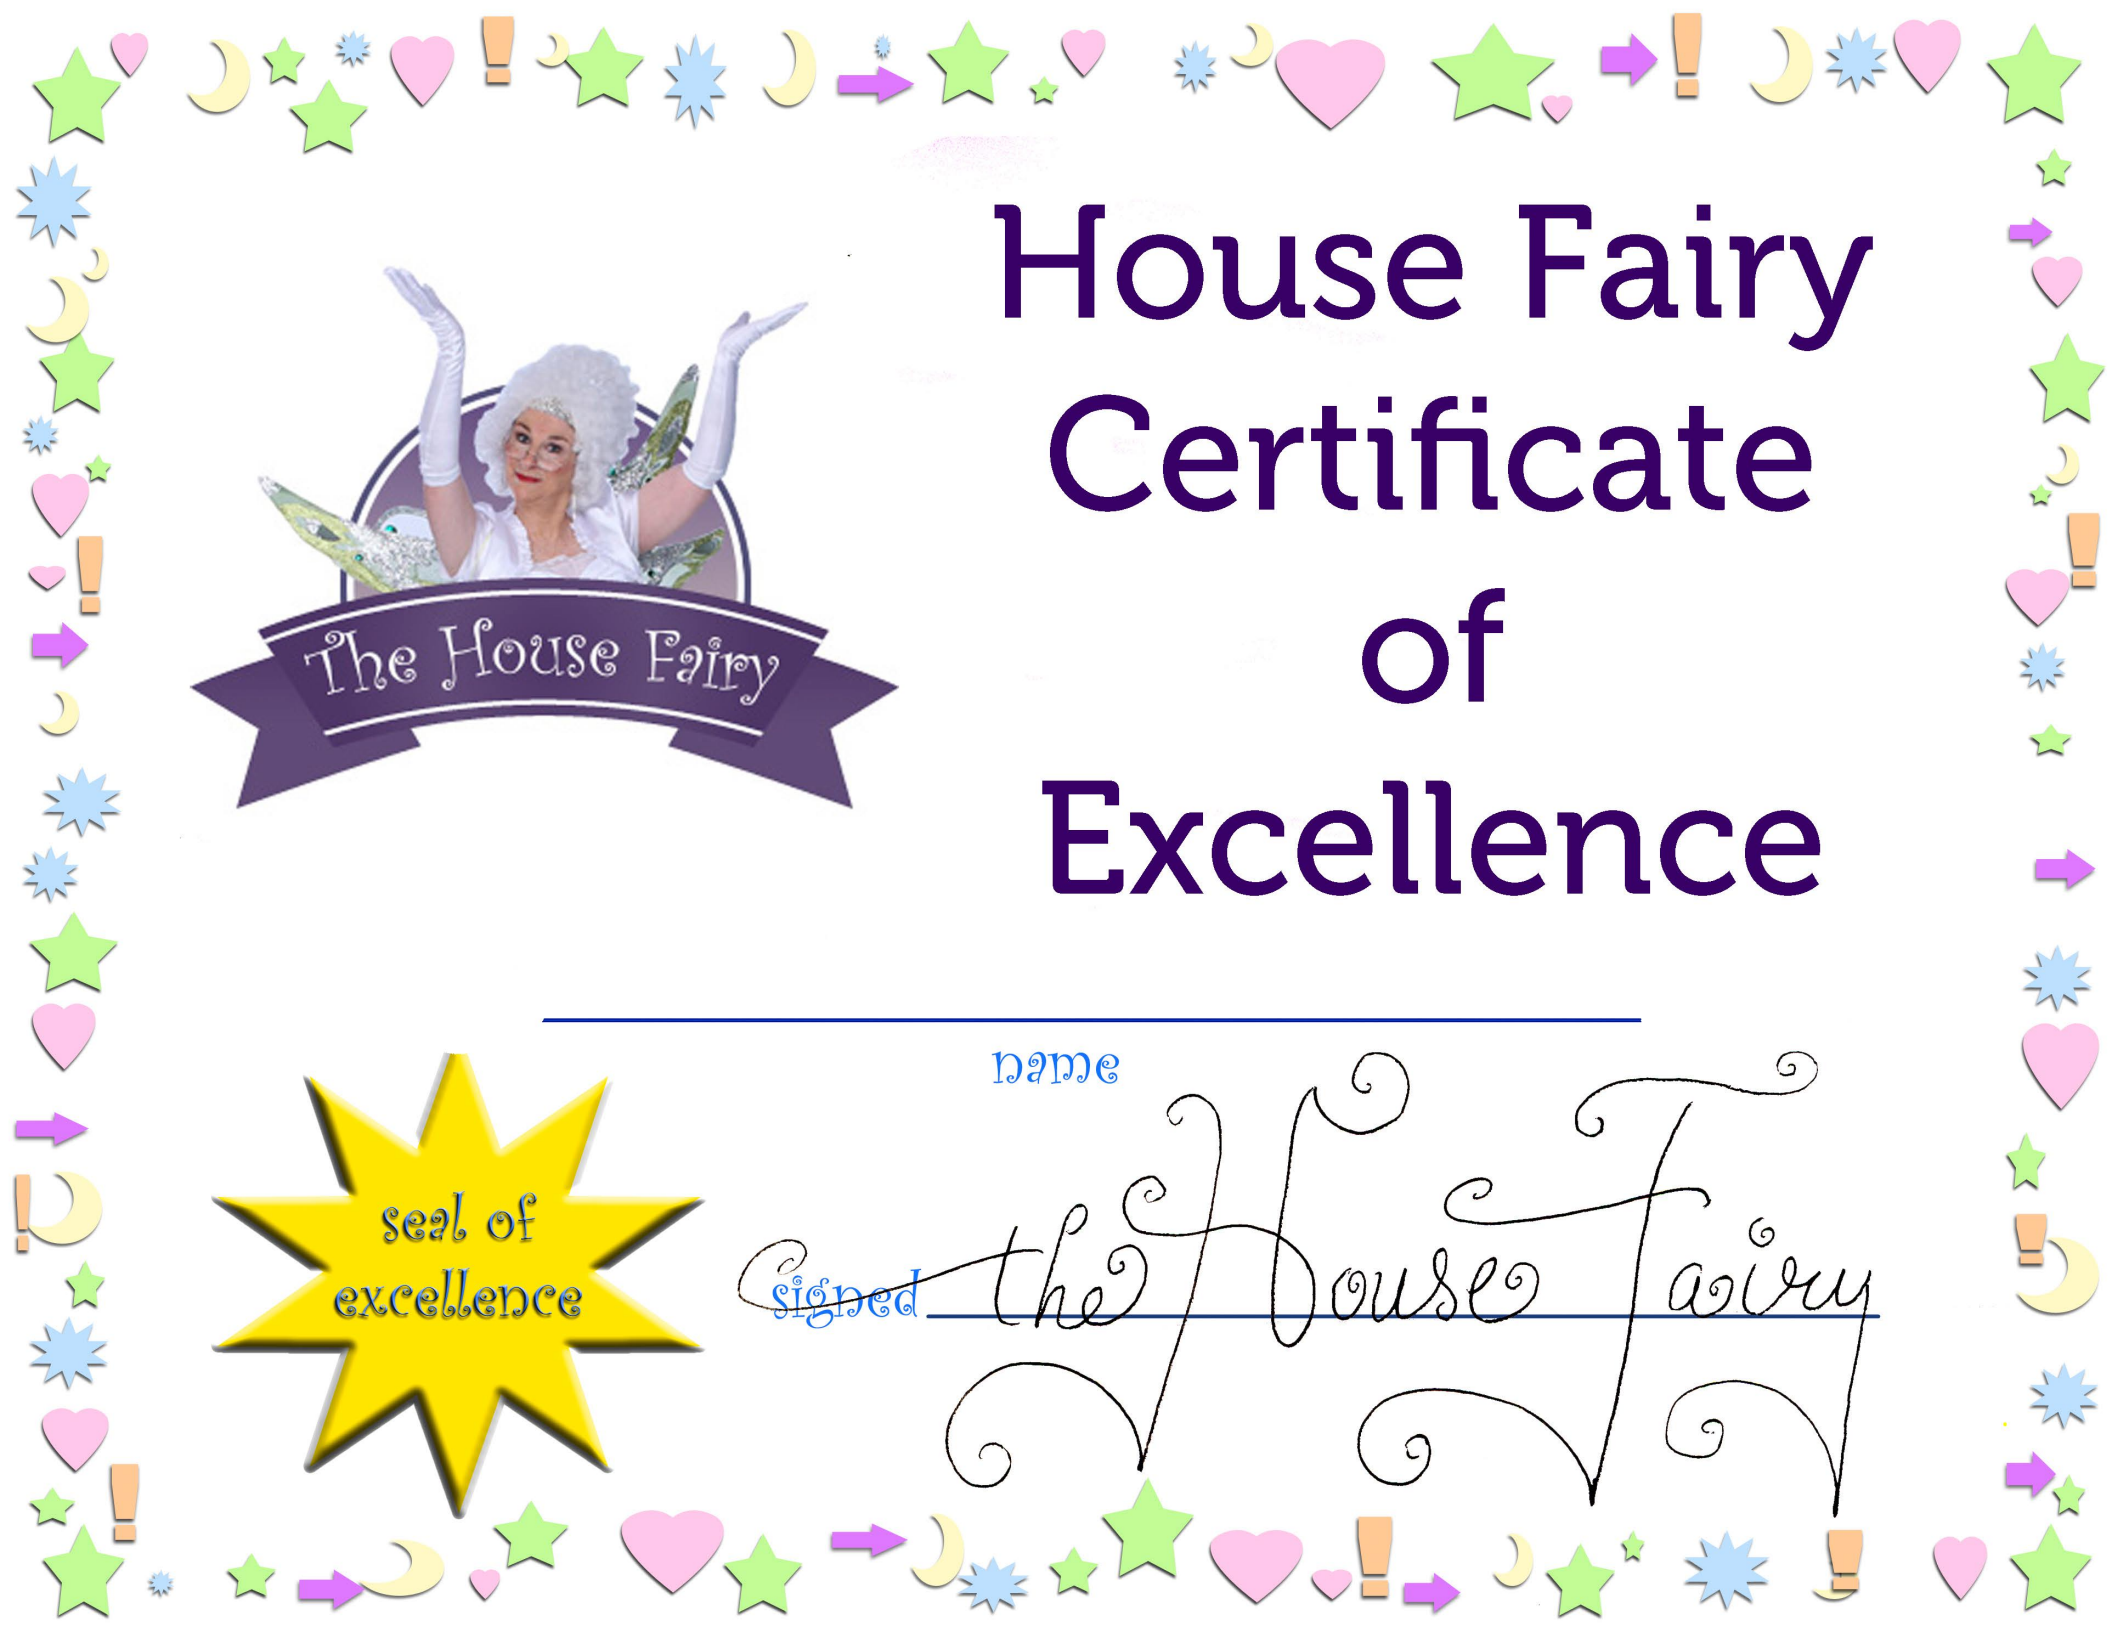 House Fairy
Certificate
of
Excellence
The House Fairy
name
seal of
excellence
signed the House Fairy